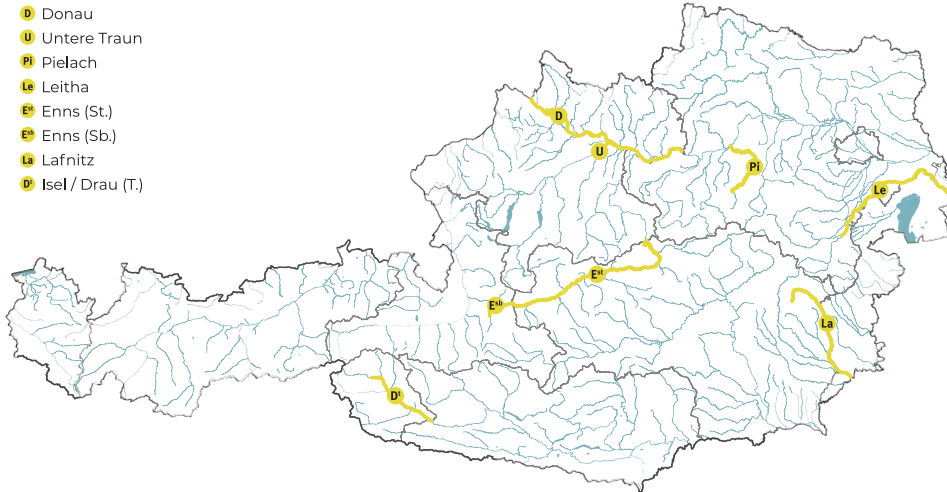 D Donau
U Untere Traun
Pi Pielach
Le Leitha
Est Enns (St.)
Esb Enns (Sb.)
La Lafnitz
Dt Isel / Drau (T.)
D
U
Pi
Le
Est
Esb
La
Dt